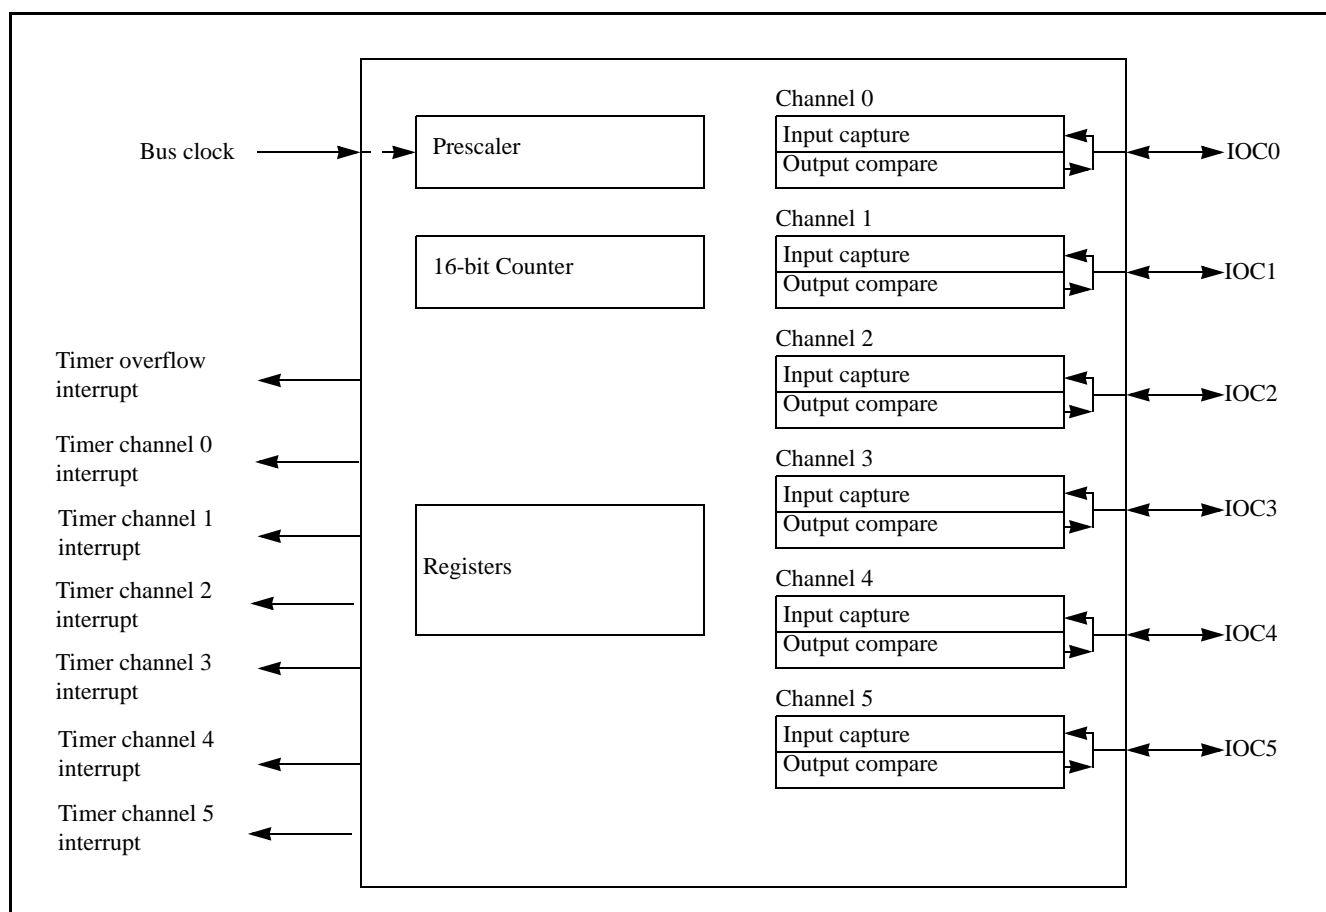 Bus clock
Prescaler
16-bit Counter
Registers
Timer overflow
interrupt
Timer channel 0
interrupt
Timer channel 1
interrupt
Timer channel 2
interrupt
Timer channel 3
interrupt
Timer channel 4
interrupt
Timer channel 5
interrupt
Channel 0
Input capture
Output compare
IOC0
Channel 1
Input capture
Output compare
IOC1
Channel 2
Input capture
Output compare
IOC2
Channel 3
Input capture
Output compare
IOC3
Channel 4
Input capture
Output compare
IOC4
Channel 5
Input capture
Output compare
IOC5